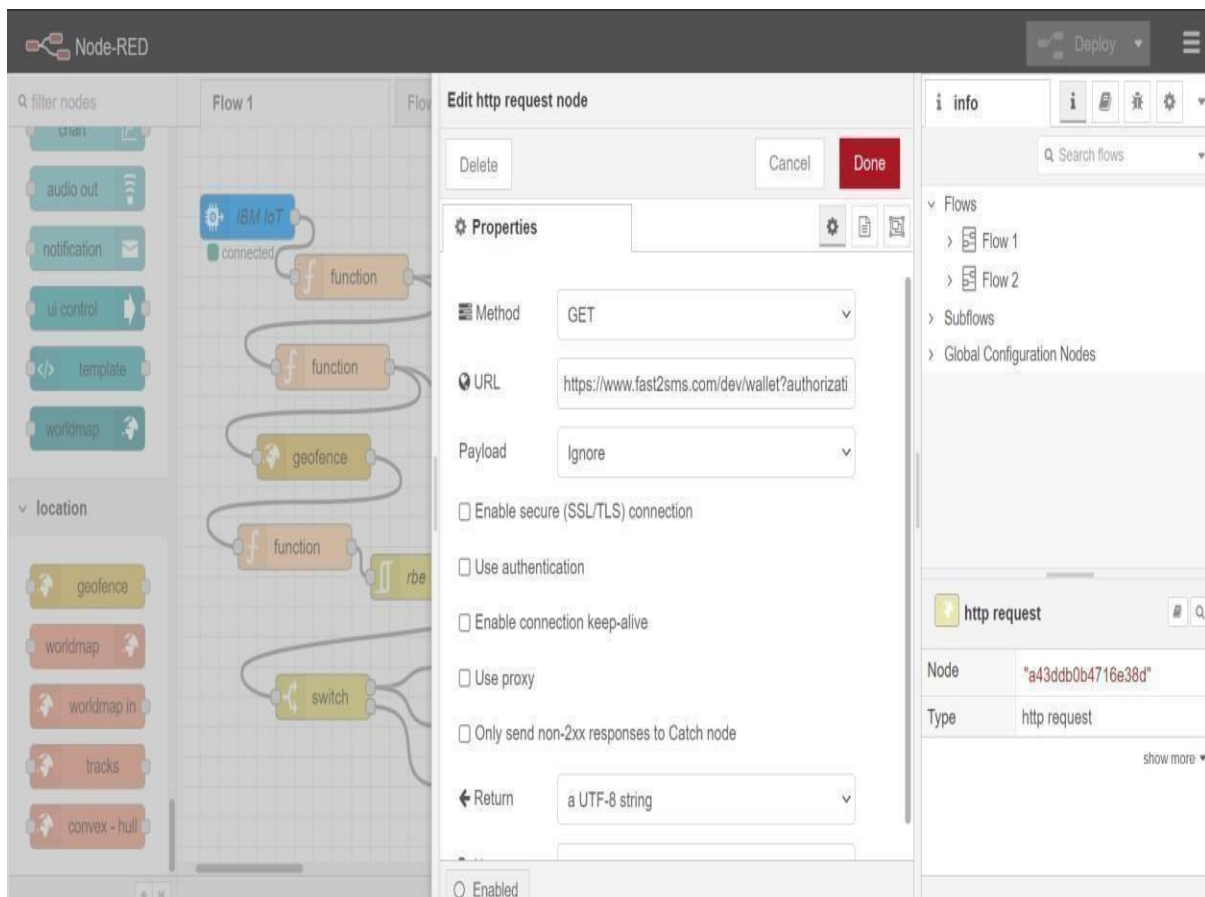 Node-RED
Deploy
filter nodes
chart
audio out
notification
ui control
template
worldmap
location
geofence
worldmap
worldmap in
tracks
convex - hull
Flow 1
Flow
IBM IoT
connected
function
function
geofence
function
rbe
switch
Edit http request node
Delete
Cancel
Done
Properties
Method
GET
URL
https://www.fast2sms.com/dev/wallet?authorizati
Payload
Ignore
Enable secure (SSL/TLS) connection
Use authentication
Enable connection keep-alive
Use proxy
Only send non-2xx responses to Catch node
Return
a UTF-8 string
Enabled
i info
i
Search flows
Flows
Flow 1
Flow 2
Subflows
Global Configuration Nodes
http request
Node
"a43ddb0b4716e38d"
Type
http request
show more